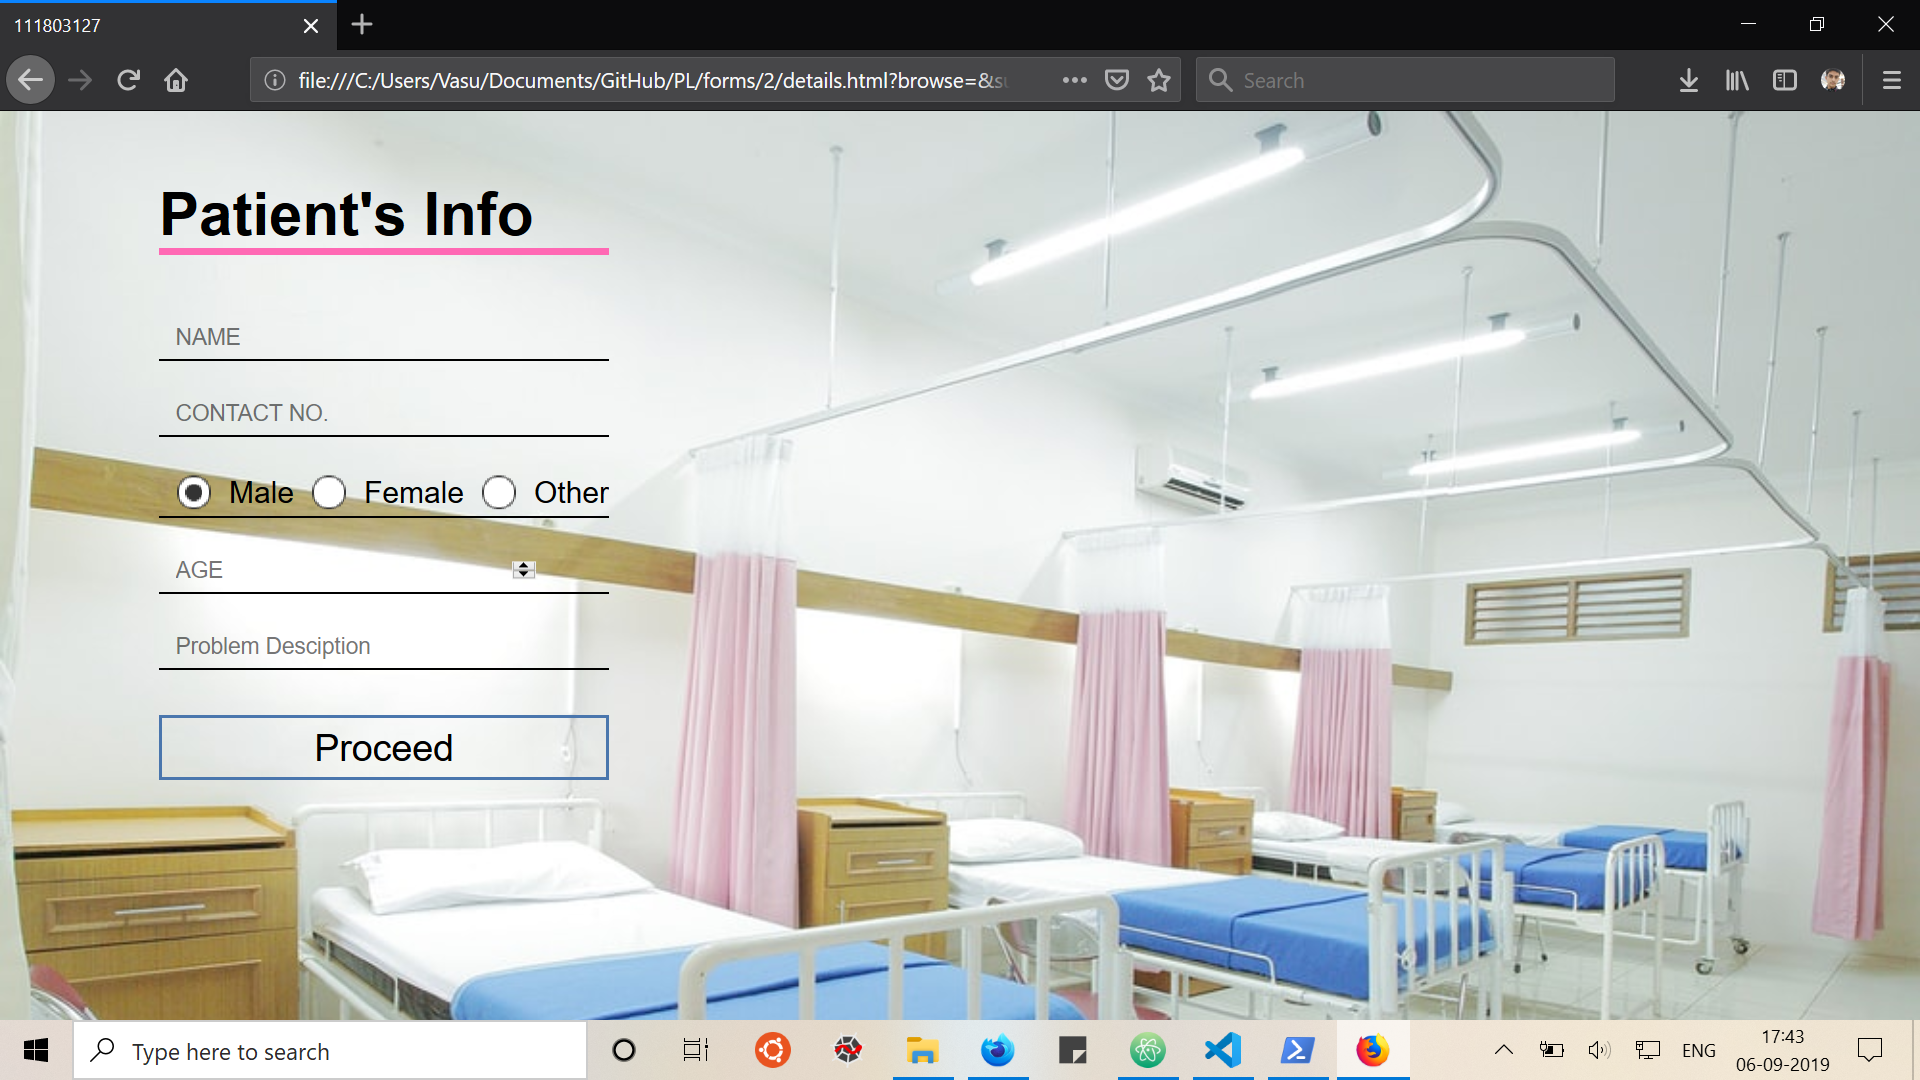 111803127
file:///C:/Users/Vasu/Documents/GitHub/PL/forms/2/details.html?browse=&su
Search
Patient's Info
NAME
CONTACT NO.
Male Female Other
AGE
Problem Desciption
Proceed
Type here to search
ENG
17:43
06-09-2019